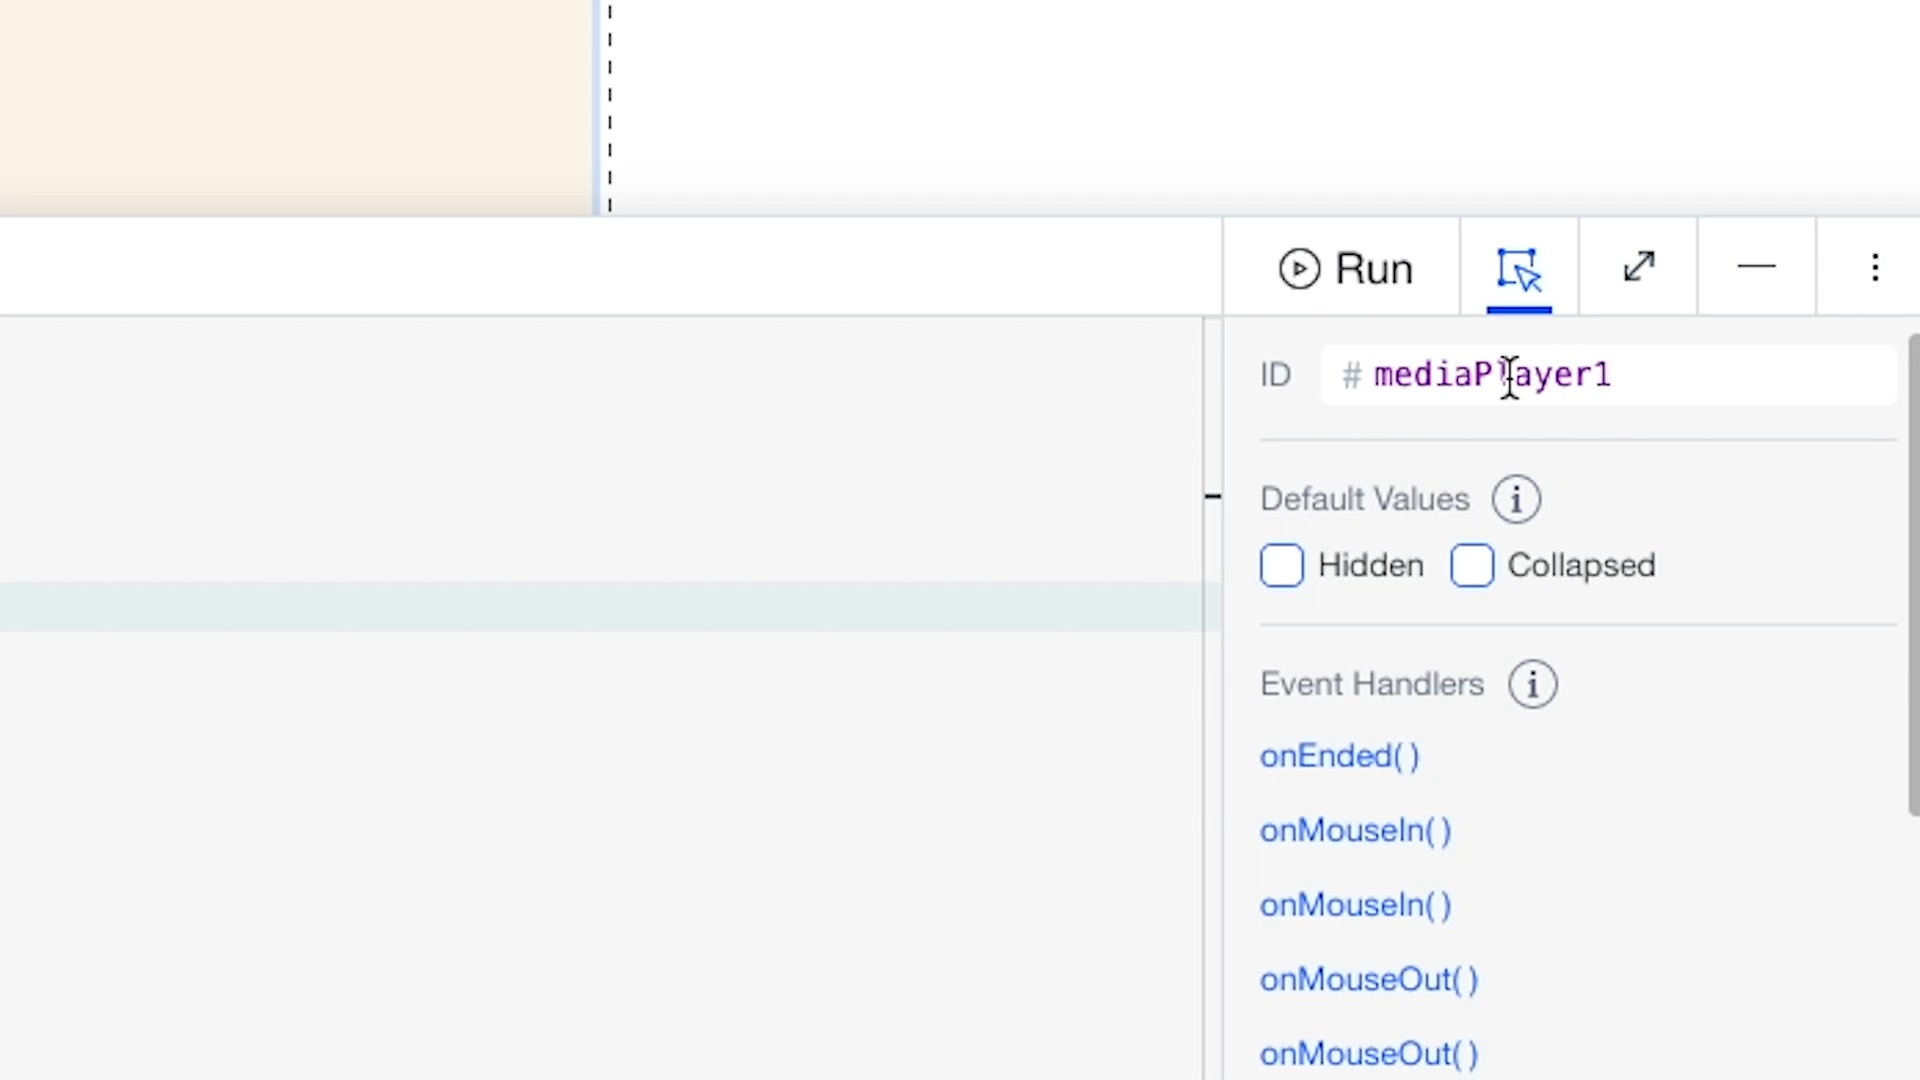 Run
ID # mediaPlayer1
Default Values
Hidden Collapsed
Event Handlers
onEnded()
onMouseIn()
onMouseIn()
onMouseOut()
onMouseOut()